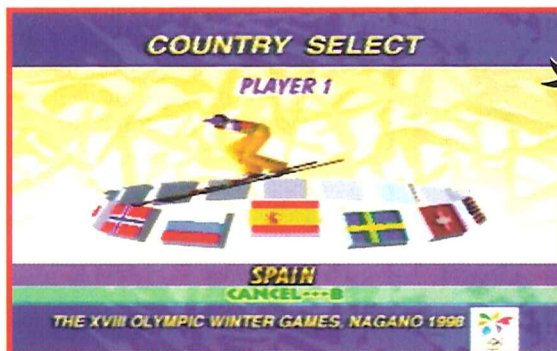 COUNTRY SELECT
PLAYER 1
SPAIN
CANCEL•••B
THE XVIII OLYMPIC WINTER GAMES, NAGANO 1998